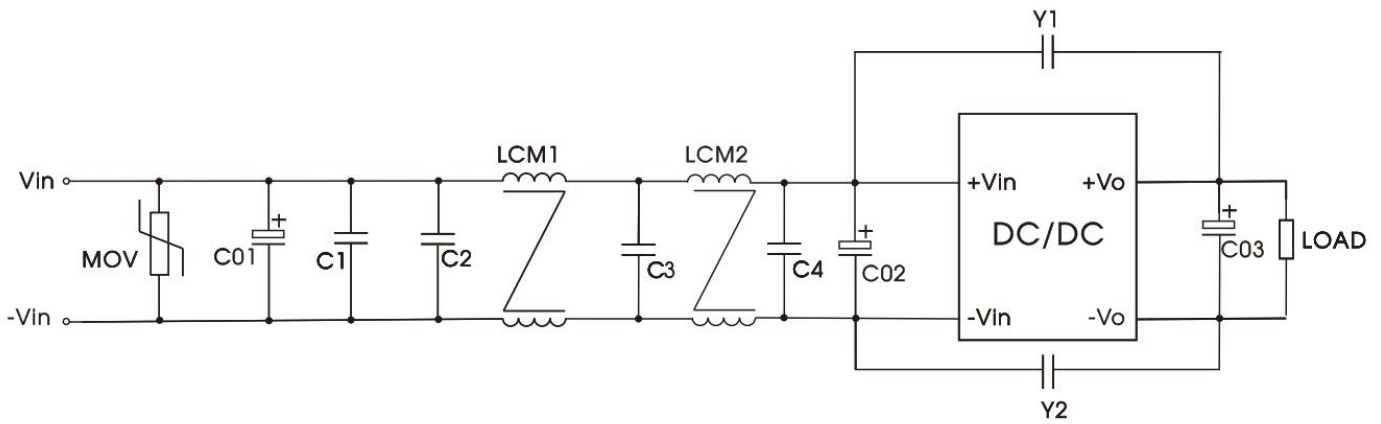 Y1
LCM1
LCM2
Vin
+Vin
+Vo
DC/DC
MOV
C01
+
C1
C2
C3
C4
+
C02
+
C03
LOAD
-Vin
-Vin
-Vo
Y2